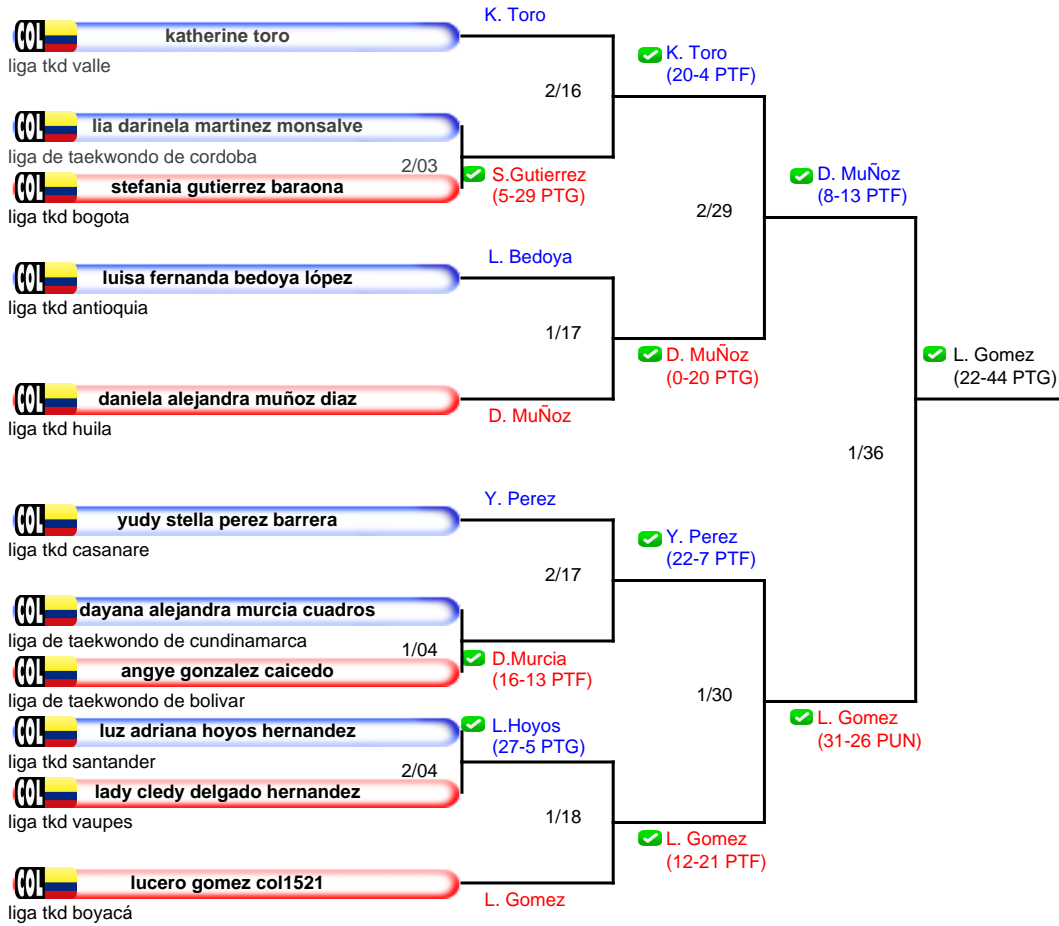 K. Toro
COL katherine toro
liga tkd valle
K. Toro
(20-4 PTF)
2/16
COL lia darinela martinez monsalve
liga de taekwondo de cordoba
2/03
S.Gutierrez
(5-29 PTG)
COL stefania gutierrez baraona
liga tkd bogota
D. MuÑoz
(8-13 PTF)
2/29
L. Bedoya
COL luisa fernanda bedoya lópez
liga tkd antioquia
1/17
D. MuÑoz
(0-20 PTG)
L. Gomez
(22-44 PTG)
COL daniela alejandra muñoz diaz
D. MuÑoz
liga tkd huila
1/36
Y. Perez
COL yudy stella perez barrera
liga tkd casanare
Y. Perez
(22-7 PTF)
2/17
COL dayana alejandra murcia cuadros
liga de taekwondo de cundinamarca
1/04
D.Murcia
(16-13 PTF)
COL angye gonzalez caicedo
liga de taekwondo de bolivar
1/30
L. Gomez
(31-26 PUN)
COL luz adriana hoyos hernandez
L.Hoyos
(27-5 PTG)
liga tkd santander
2/04
COL lady cledy delgado hernandez
liga tkd vaupes
1/18
L. Gomez
(12-21 PTF)
COL lucero gomez col1521
L. Gomez
liga tkd boyacá